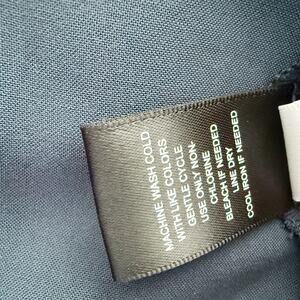 MACHINE WASH COLD
WITH LIKE COLORS
GENTLE CYCLE
USE ONLY NON-
CHLORINE
BLEACH IF NEEDED
LINE DRY
COOL IRON IF NEEDED